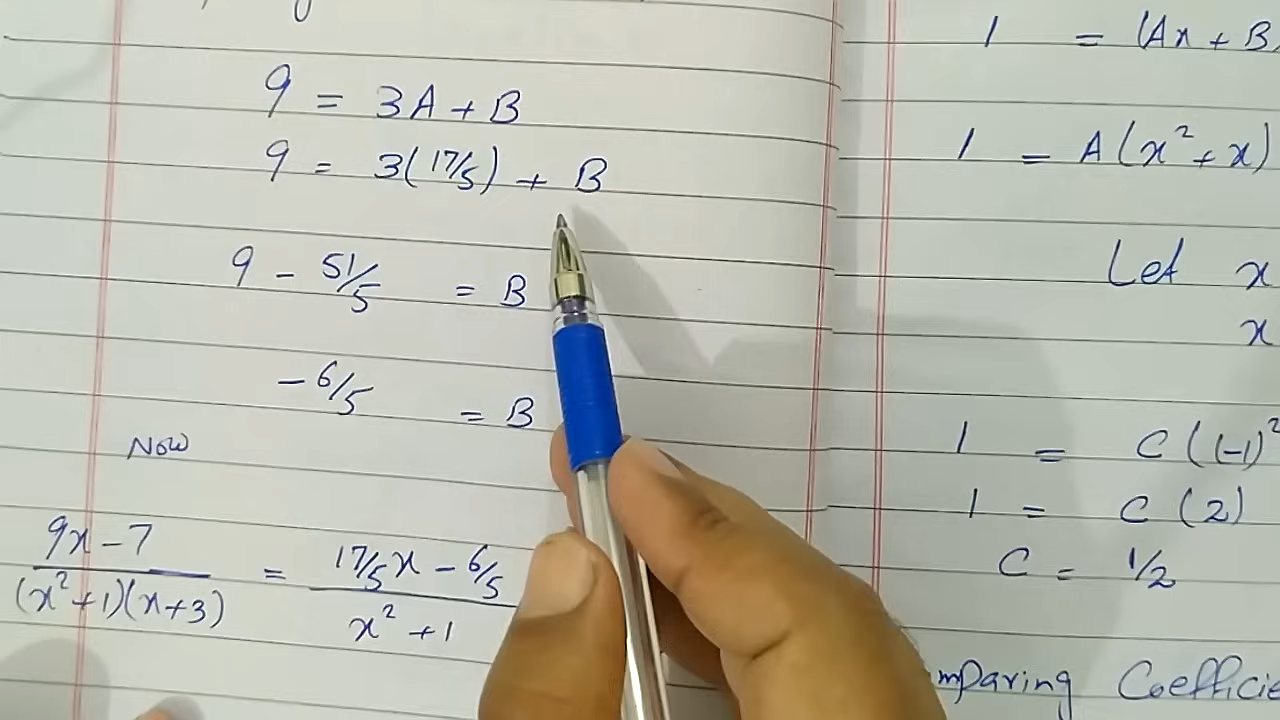 9 = 3A + B
9 = 3(17/5) + B
9 - 51/5 = B
-6/5 = B
Now
9x - 7 / (x² + 1)(x + 3) = 17/5 x - 6/5 / x² + 1
1 = (Ax + B
1 = A(x² + x)
Let x
x
1 = C((-1)²
1 = C(2)
C = 1/2
mparing Coefficie